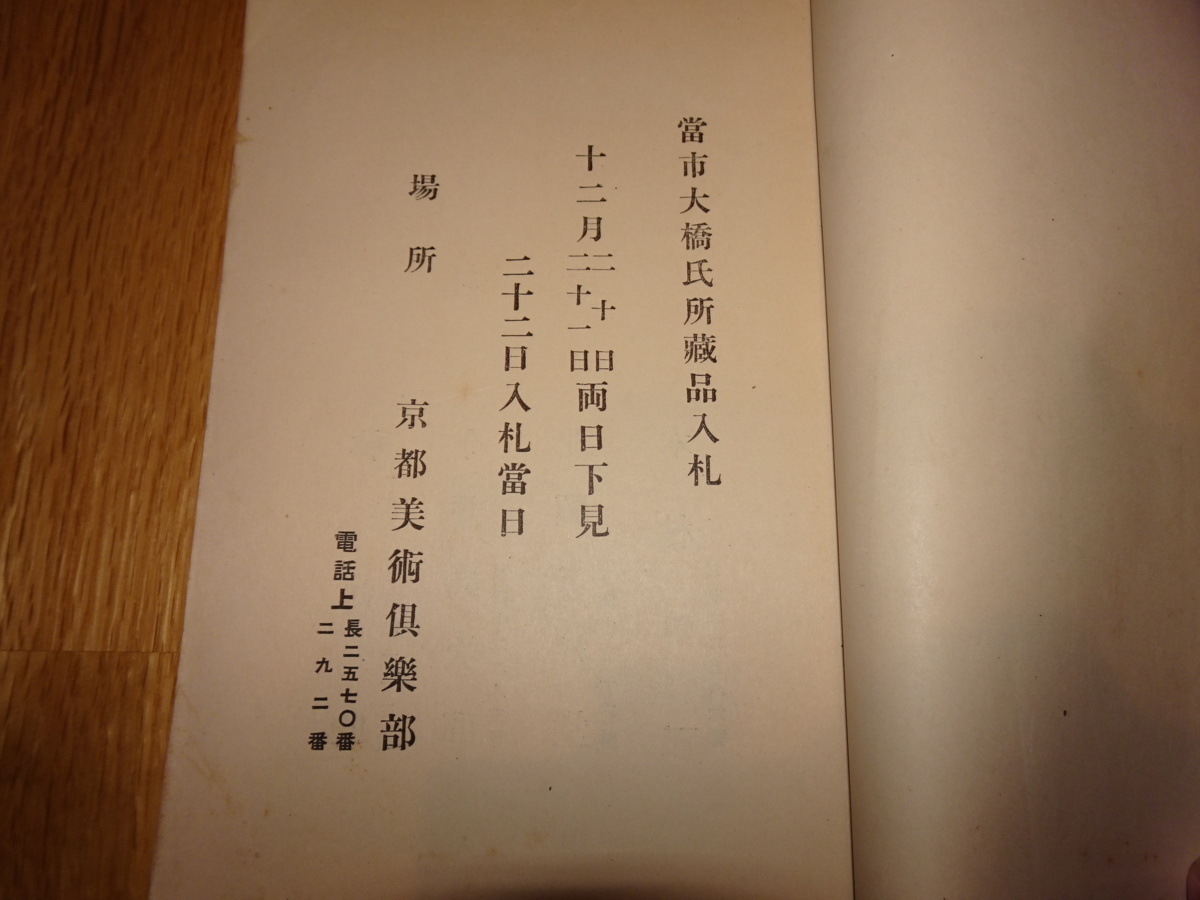 當市大橋氏所藏品入札
十二月二十日二十一日両日下見
二十二日入札當日
場所 京都美術倶樂部
電話上長二五七〇番二九二番